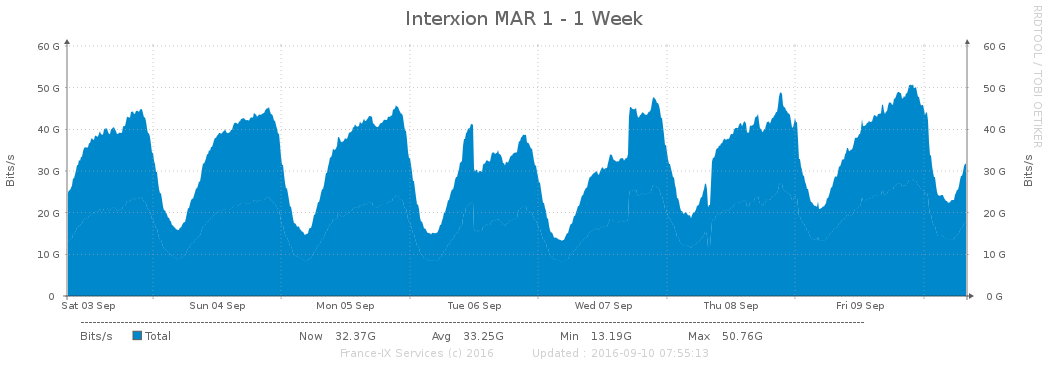 Interxion MAR 1 - 1 Week
RRDTOOL / TOBI OETIKER
60 G 60 G
50 G 50 G
40 G 40 G
30 G 30 G
20 G 20 G
10 G 10 G
0 0 G
Bits/s
Bits/s
Sat 03 Sep Sun 04 Sep Mon 05 Sep Tue 06 Sep Wed 07 Sep Thu 08 Sep Fri 09 Sep
Bits/s Total Now 32.37G Avg 33.25G Min 13.19G Max 50.76G
France-IX Services (c) 2016 Updated : 2016-09-10 07:55:13